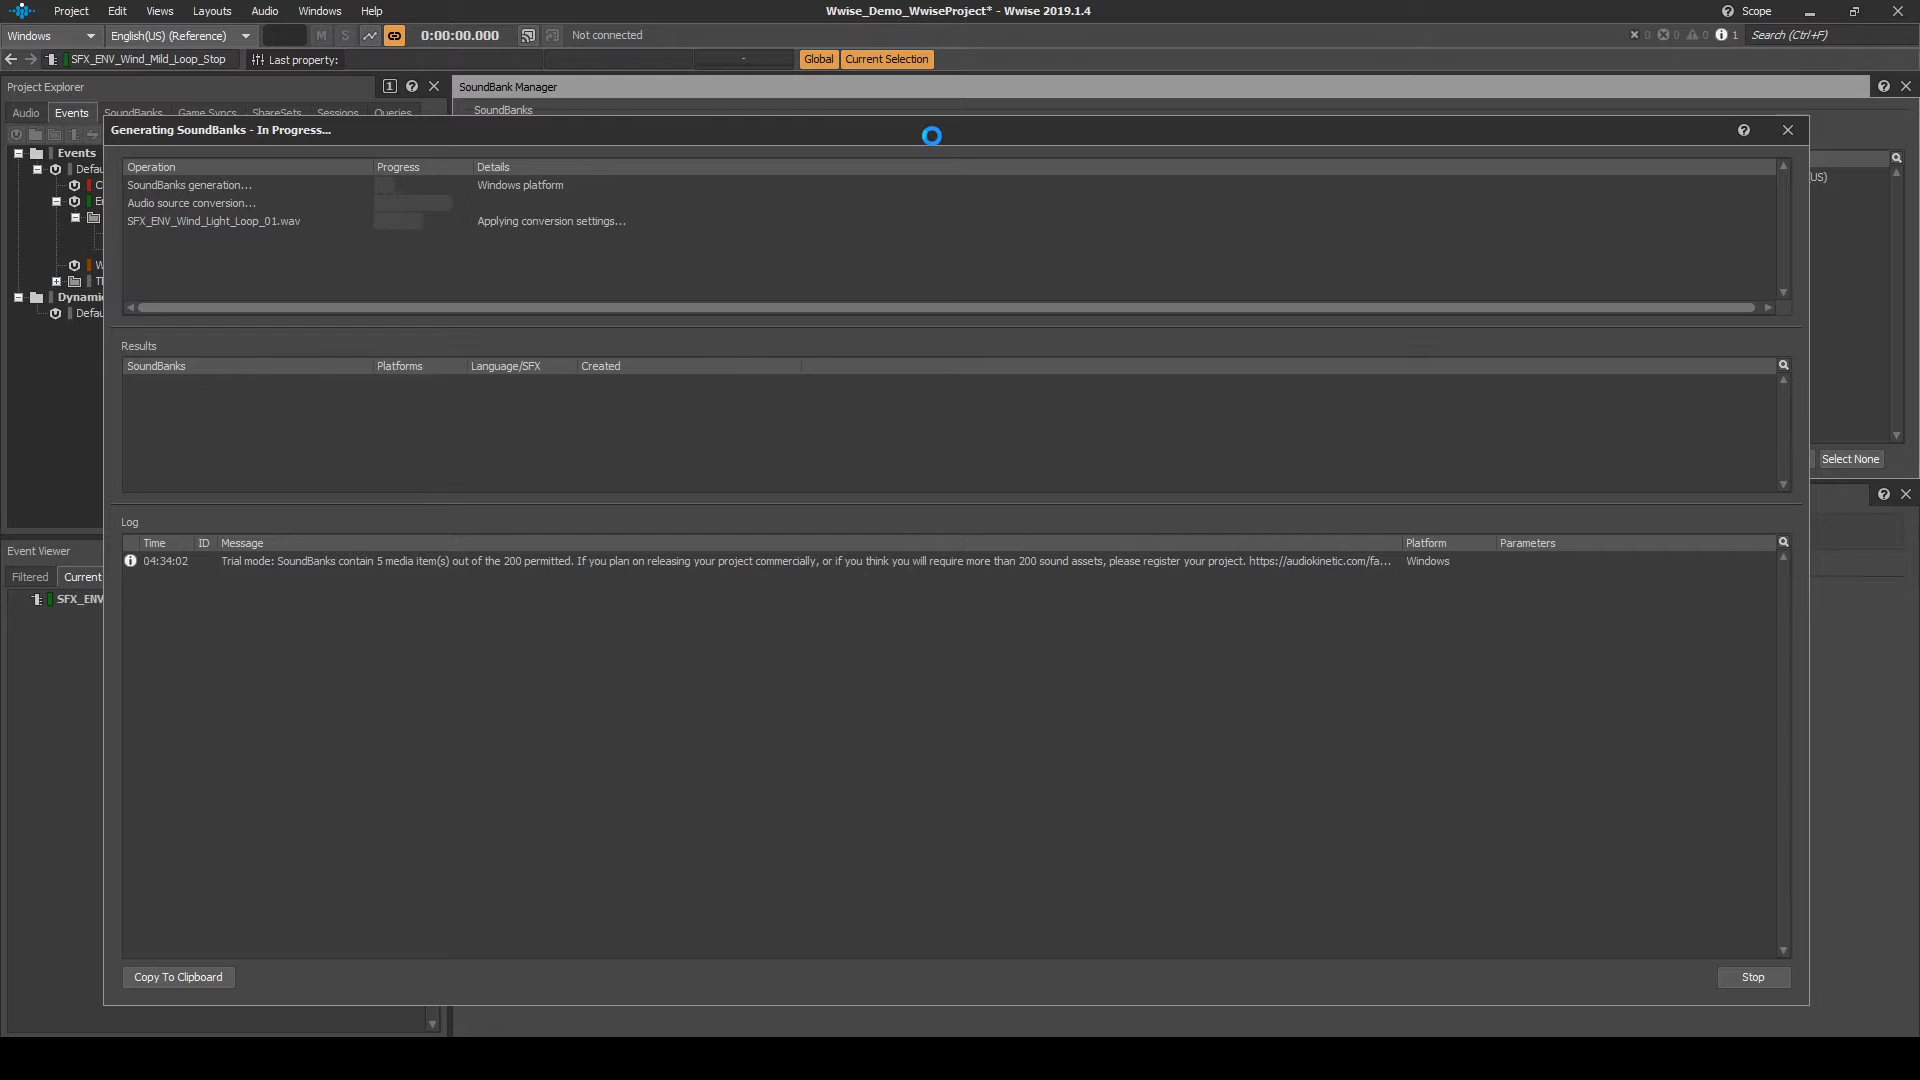 Project Edit Views Layouts Audio Windows Help Wwise_Demo_WwiseProject* - Wwise 2019.1.4 Scope
Windows English(US) (Reference) M S 0:00:00.000 Not connected 0 0 0 1 Search (Ctrl+F)
SFX_ENV_Wind_Mild_Loop_Stop Last property: - Global Current Selection
Project Explorer 1 SoundBank Manager
Audio Events SoundBanks Game Syncs ShareSets Sessions Queries SoundBanks
Generating SoundBanks - In Progress...
Events
Operation Progress Details
Defau
SoundBanks generation... Windows platform
Audio source conversion...
SFX_ENV_Wind_Light_Loop_01.wav Applying conversion settings...
Dynami
Defau
Results
SoundBanks Platforms Language/SFX Created
Select None
Log
Time ID Message Platform Parameters
04:34:02 Trial mode: SoundBanks contain 5 media item(s) out of the 200 permitted. If you plan on releasing your project commercially, or if you think you will require more than 200 sound assets, please register your project. https://audiokinetic.com/fa... Windows
Event Viewer
Filtered Current
SFX_ENV
Copy To Clipboard Stop